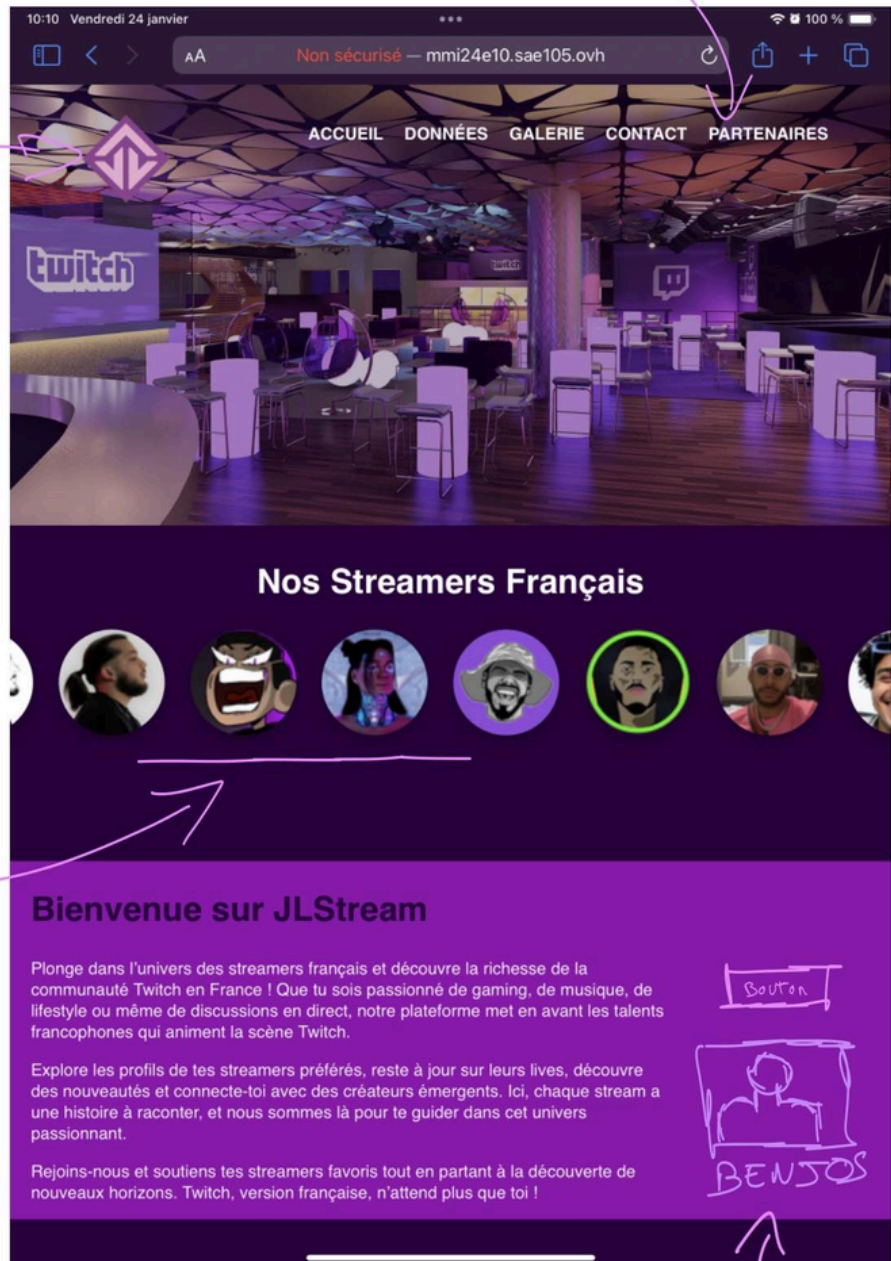 10:10 Vendredi 24 janvier
100 %
AA
Non sécurisé — mmi24e10.sae105.ovh
ACCUEIL DONNÉES GALERIE CONTACT PARTENAIRES
twitch
twitch
Nos Streamers Français
Bienvenue sur JLStream
Plonge dans l'univers des streamers français et découvre la richesse de la
communauté Twitch en France ! Que tu sois passionné de gaming, de musique, de
lifestyle ou même de discussions en direct, notre plateforme met en avant les talents
francophones qui animent la scène Twitch.
Explore les profils de tes streamers préférés, reste à jour sur leurs lives, découvre
des nouveautés et connecte-toi avec des créateurs émergents. Ici, chaque stream a
une histoire à raconter, et nous sommes là pour te guider dans cet univers
passionnant.
Rejoins-nous et soutiens tes streamers favoris tout en partant à la découverte de
nouveaux horizons. Twitch, version française, n'attend plus que toi !
Bouton
BENJOS